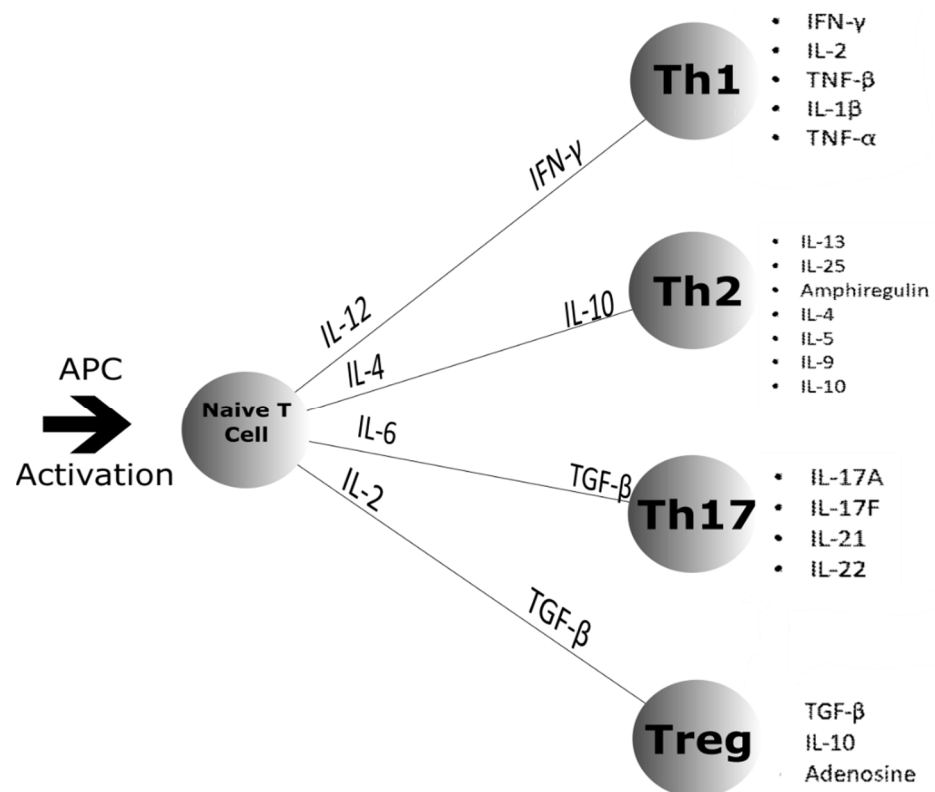 APC
Activation
Naive T
Cell
IL-12
IFN-γ
Th1
• IFN-γ
• IL-2
• TNF-β
• IL-1β
• TNF-α
IL-4
IL-10
Th2
• IL-13
• IL-25
• Amphiregulin
• IL-4
• IL-5
• IL-9
• IL-10
IL-6
TGF-β
Th17
• IL-17A
• IL-17F
• IL-21
• IL-22
IL-2
TGF-β
Treg
TGF-β
IL-10
Adenosine